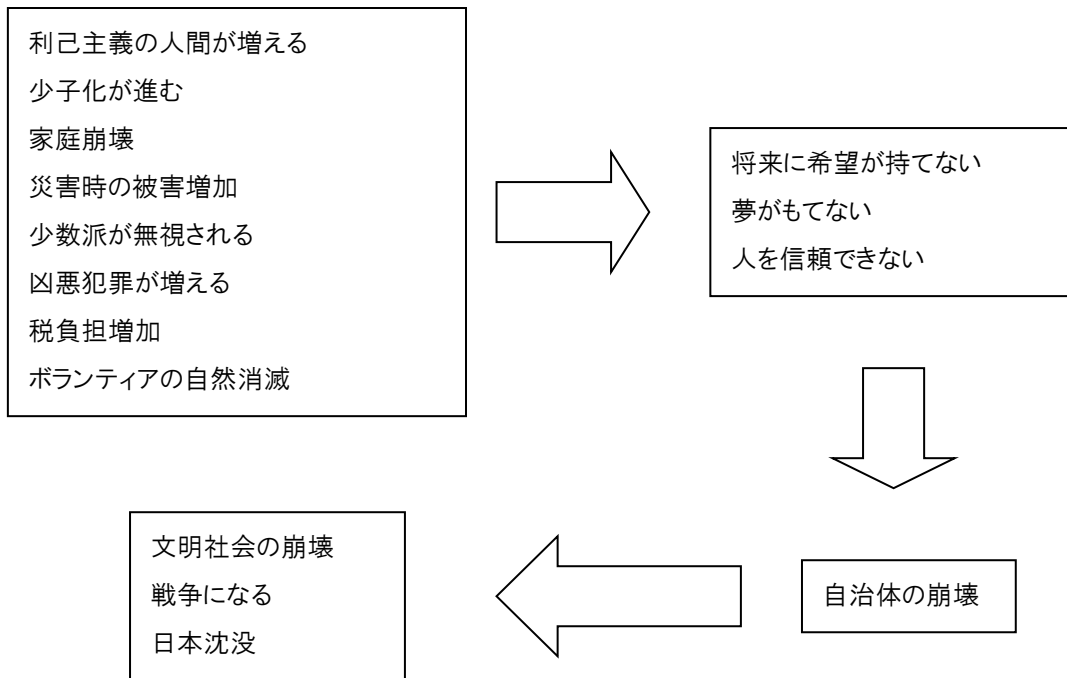 利己主義の人間が増える
少子化が進む
家庭崩壊
災害時の被害増加
少数派が無視される
凶悪犯罪が増える
税負担増加
ボランティアの自然消滅
将来に希望が持てない
夢がもてない
人を信頼できない
自治体の崩壊
文明社会の崩壊
戦争になる
日本沈没